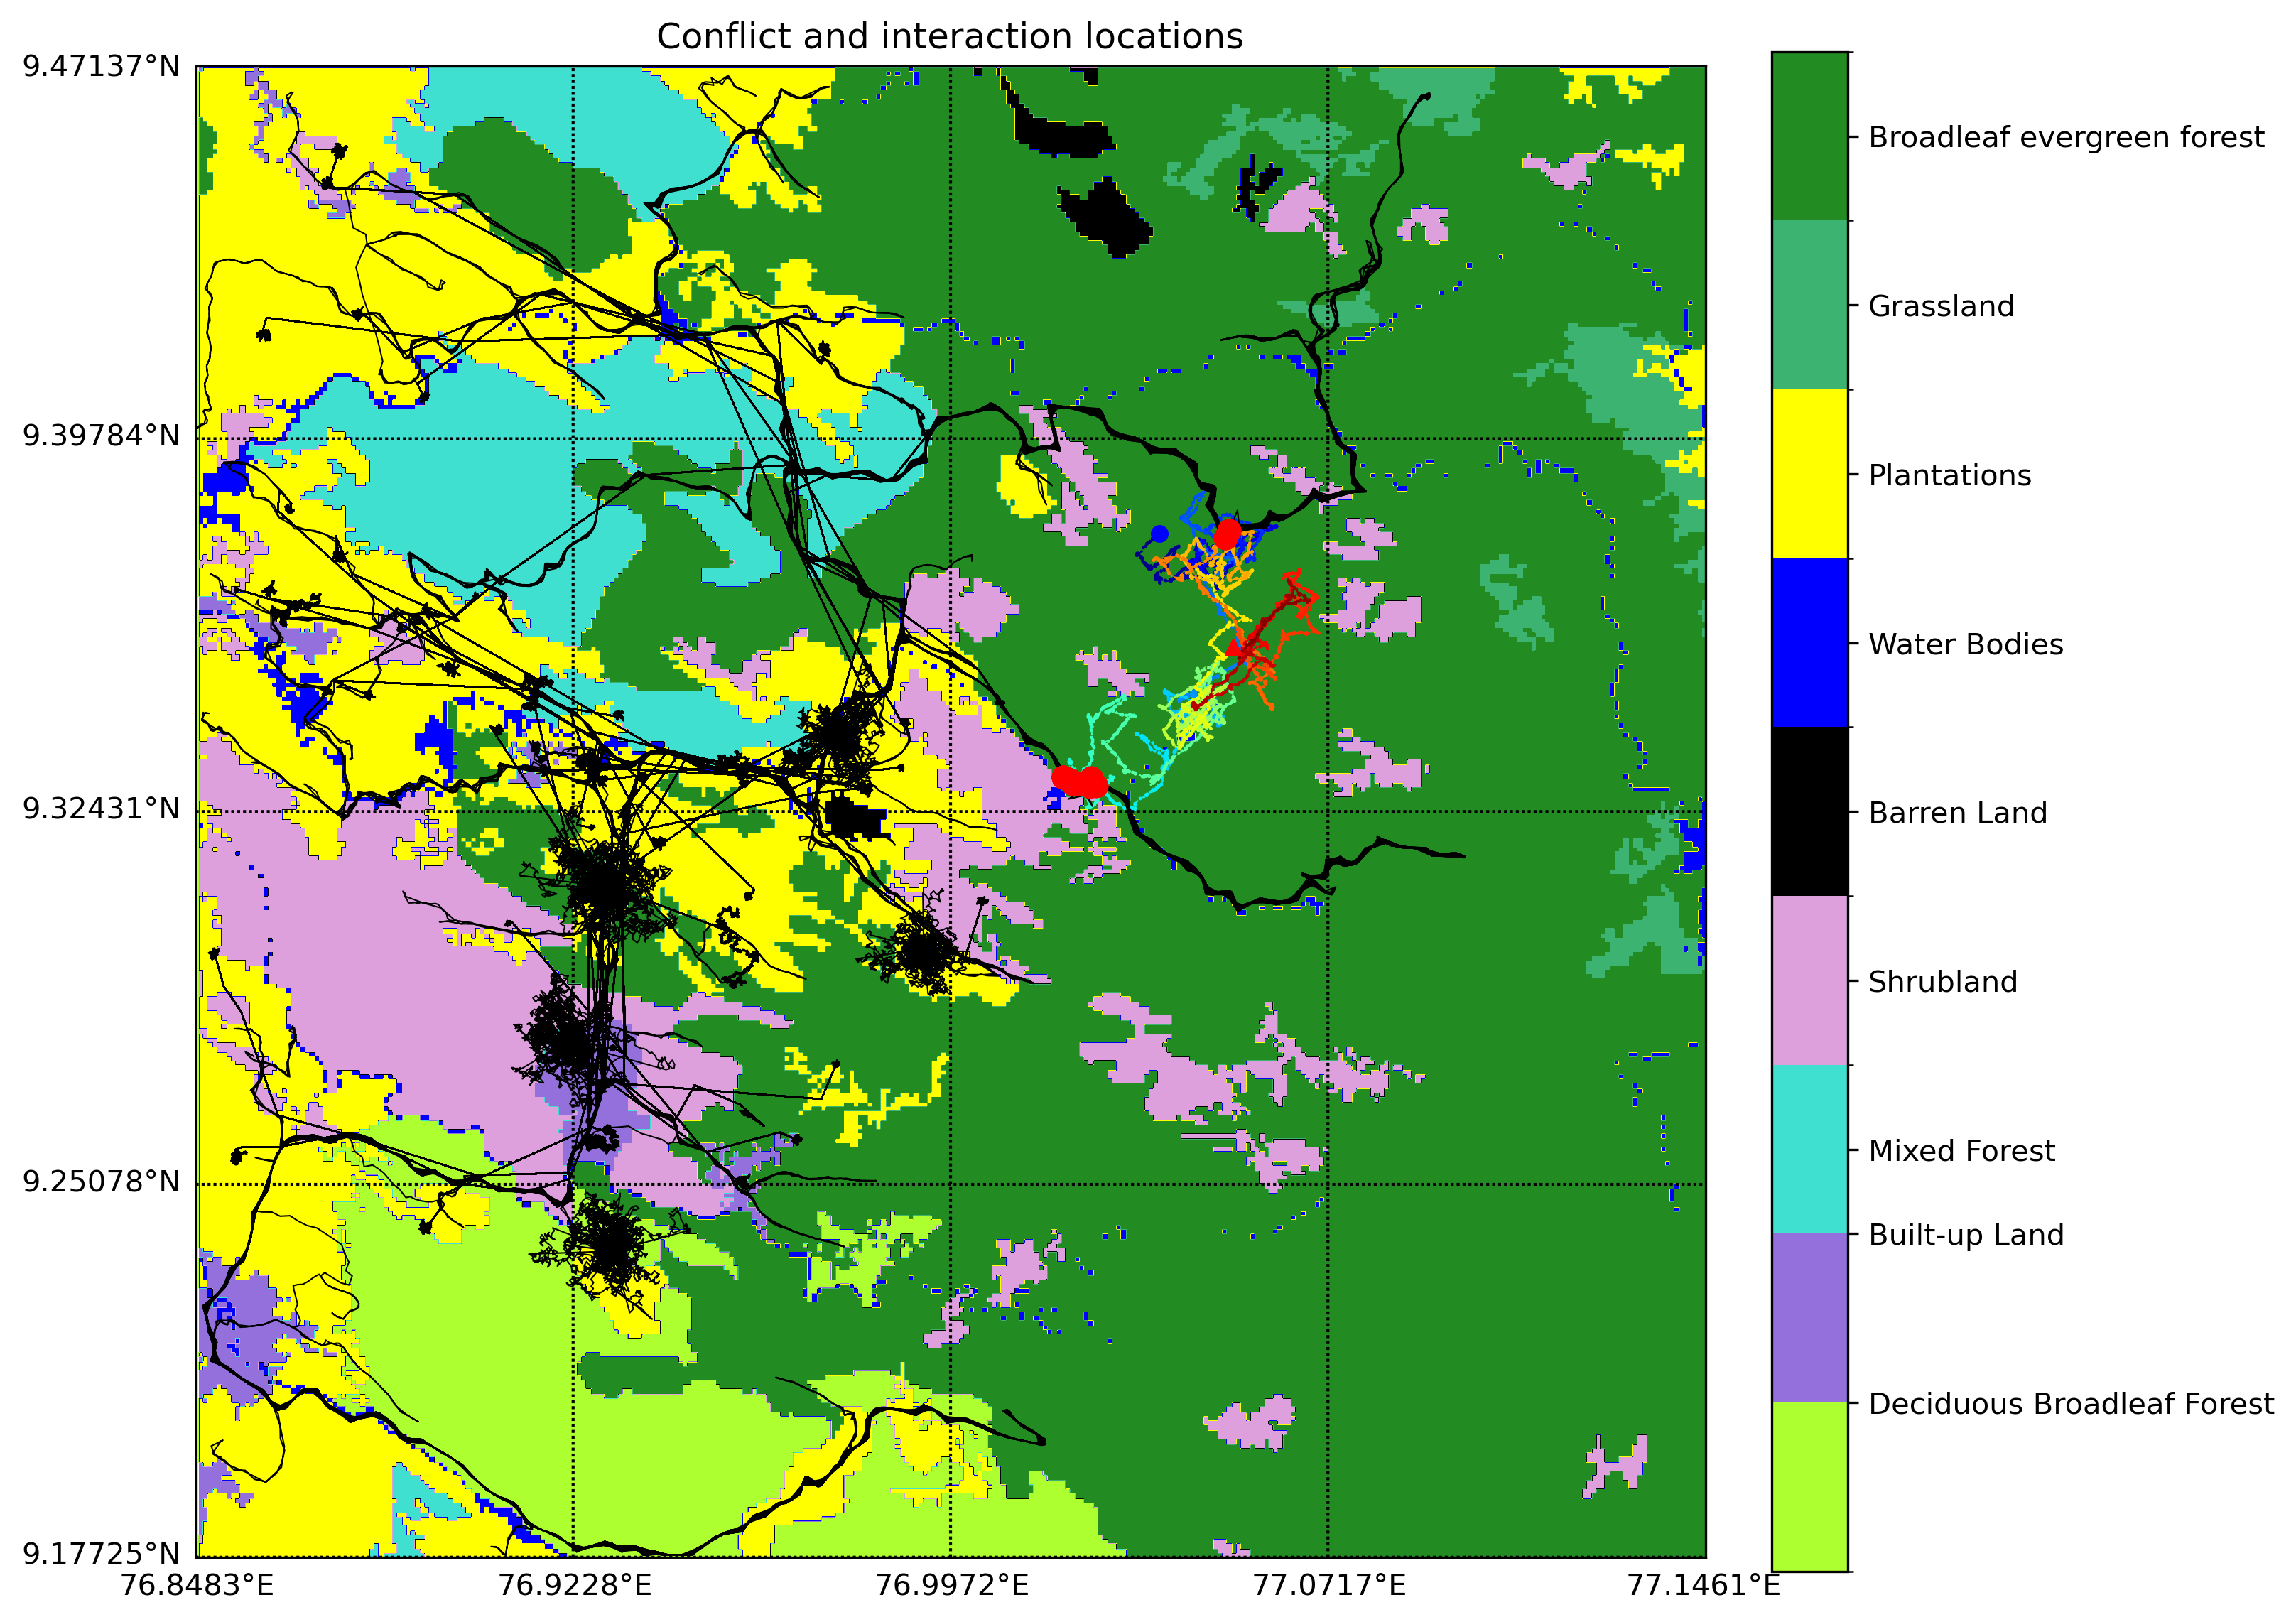 Conflict and interaction locations
9.47137°N
9.39784°N
9.32431°N
9.25078°N
9.17725°N
76.8483°E
76.9228°E
76.9972°E
77.0717°E
77.1461°E
Broadleaf evergreen forest
Grassland
Plantations
Water Bodies
Barren Land
Shrubland
Mixed Forest
Built-up Land
Deciduous Broadleaf Forest